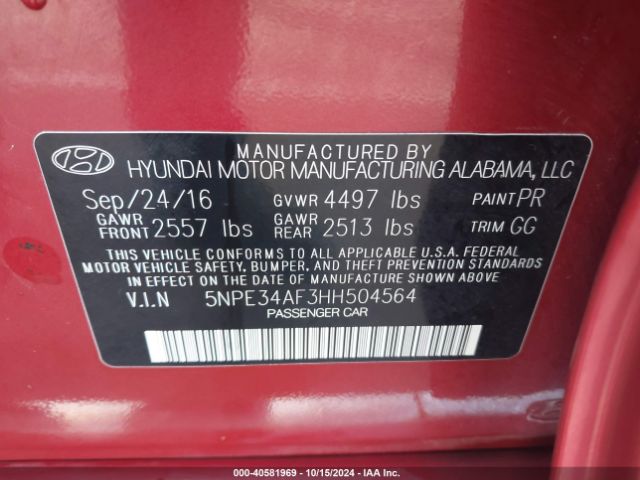 MANUFACTURED BY
HYUNDAI MOTOR MANUFACTURING ALABAMA, LLC
Sep/24/16 GVWR 4497 lbs PAINT PR
GAWR FRONT 2557 lbs GAWR REAR 2513 lbs TRIM GG
THIS VEHICLE CONFORMS TO ALL APPLICABLE U.S.A. FEDERAL
MOTOR VEHICLE SAFETY, BUMPER, AND THEFT PREVENTION STANDARDS
IN EFFECT ON THE DATE OF MANUFACTURE SHOWN ABOVE
V.I.N 5NPE34AF3HH504564
PASSENGER CAR
(00-40581969 - 10/15/2024 - IAA Inc.)